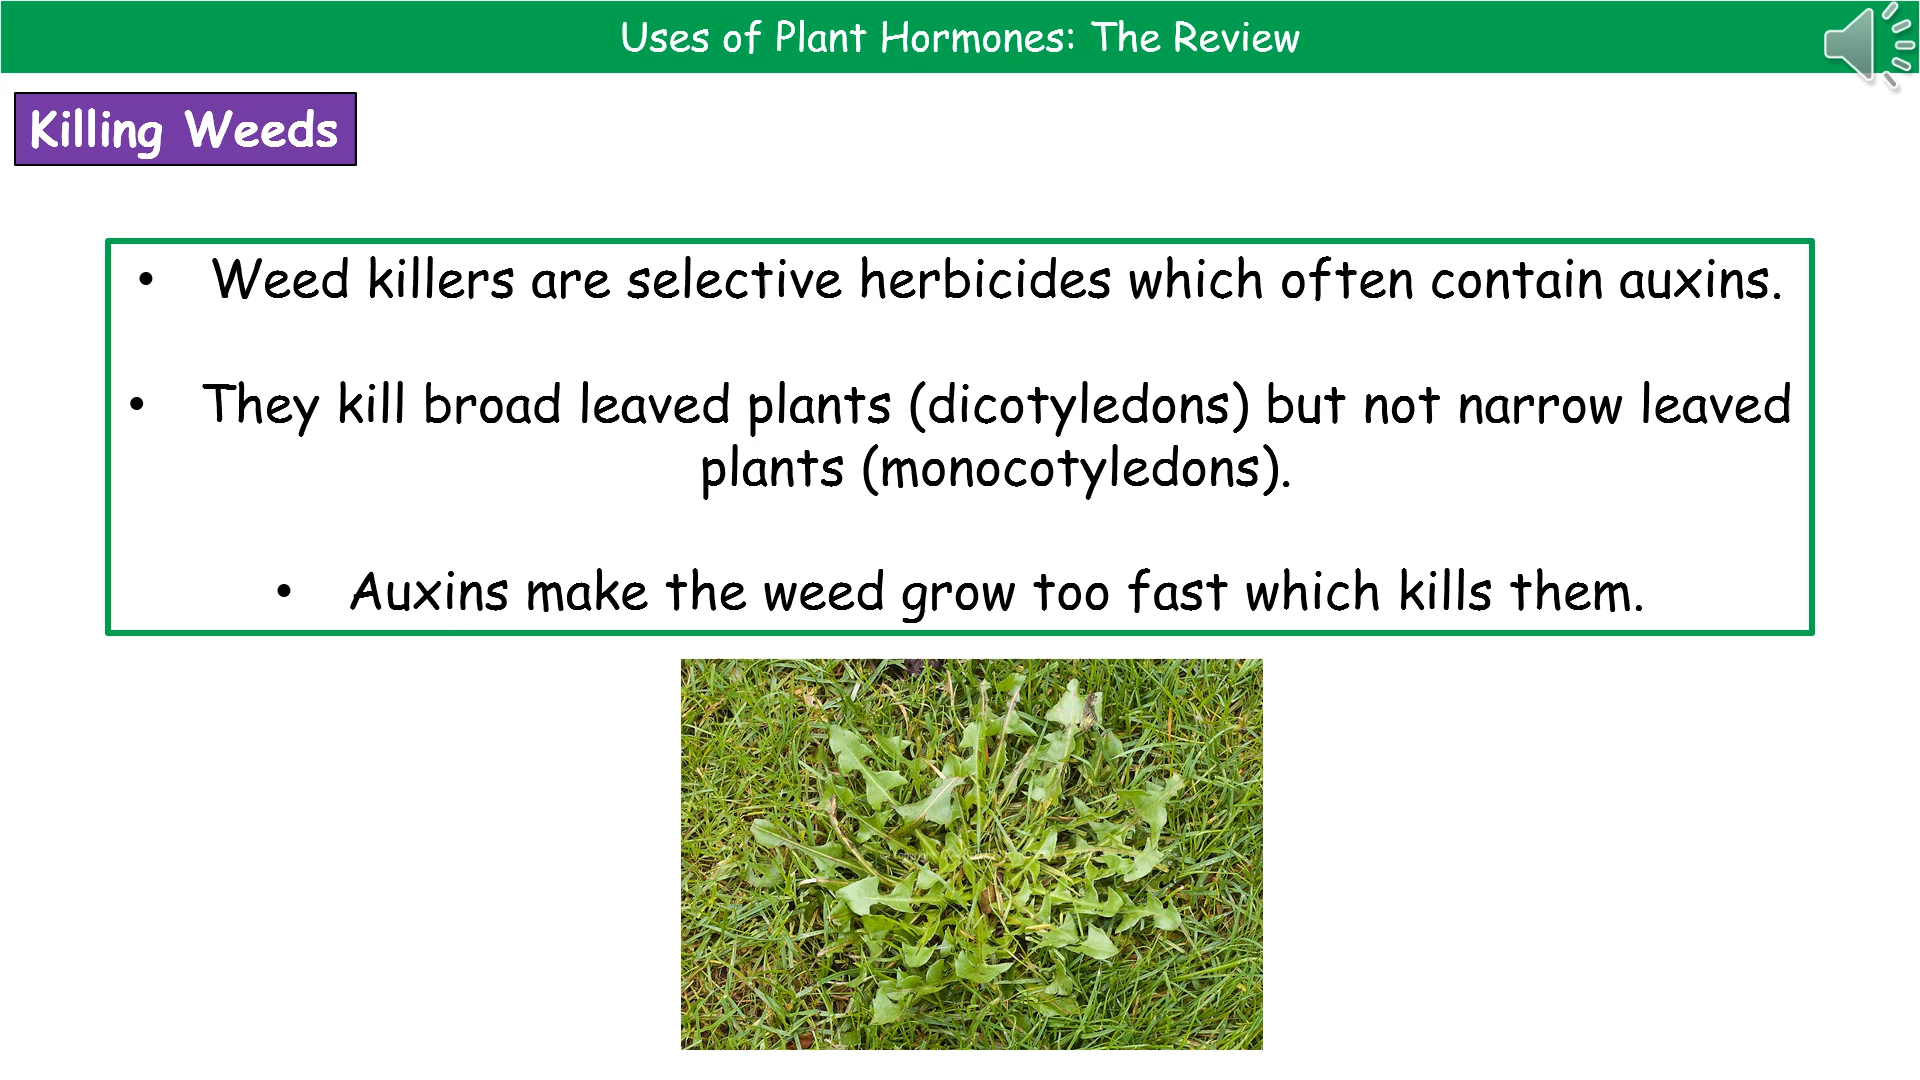 Uses of Plant Hormones: The Review
Killing Weeds
• Weed killers are selective herbicides which often contain auxins.
• They kill broad leaved plants (dicotyledons) but not narrow leaved
plants (monocotyledons).
• Auxins make the weed grow too fast which kills them.